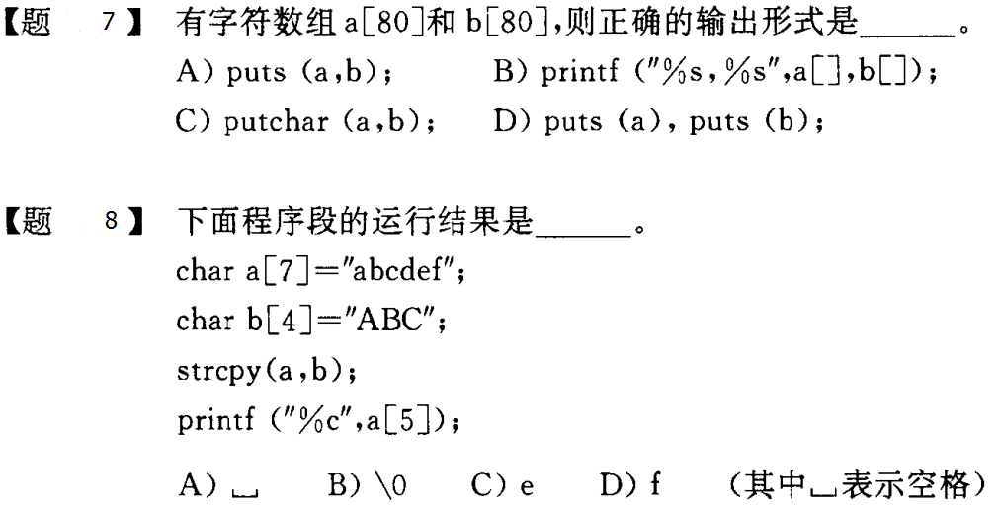 【题 7】 有字符数组 a[80]和 b[80],则正确的输出形式是______。
A) puts (a,b); B) printf ("%s,%s",a[],b[]);
C) putchar (a,b); D) puts (a), puts (b);
【题 8】 下面程序段的运行结果是______。
char a[7]="abcdef";
char b[4]="ABC";
strcpy(a,b);
printf ("%c",a[5]);
A) ⌴ B) \0 C) e D) f (其中⌴表示空格)